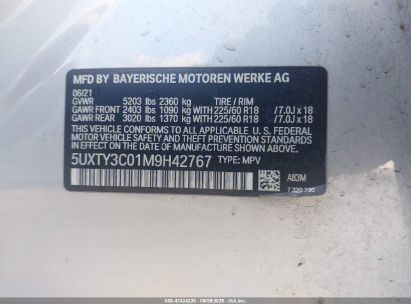 MFD BY BAYERISCHE MOTOREN WERKE AG
06/21
GVWR 5203 lbs 2360 kg TIRE / RIM
GAWR FRONT 2403 lbs 1090 kg WITH 225/60 R18 /7.0J x 18
GAWR REAR 3020 lbs 1370 kg WITH 225/60 R18 /7.0J x 18
THIS VEHICLE CONFORMS TO ALL APPLICABLE U.S. FEDERAL
MOTOR VEHICLE SAFETY, BUMPER, AND THEFT PREVENTION
STANDARDS IN EFFECT ON THE DATE OF MANUFACTURE SHOWN ABOVE.
5UXTY3C01M9H42767 TYPE: MPV
A83M